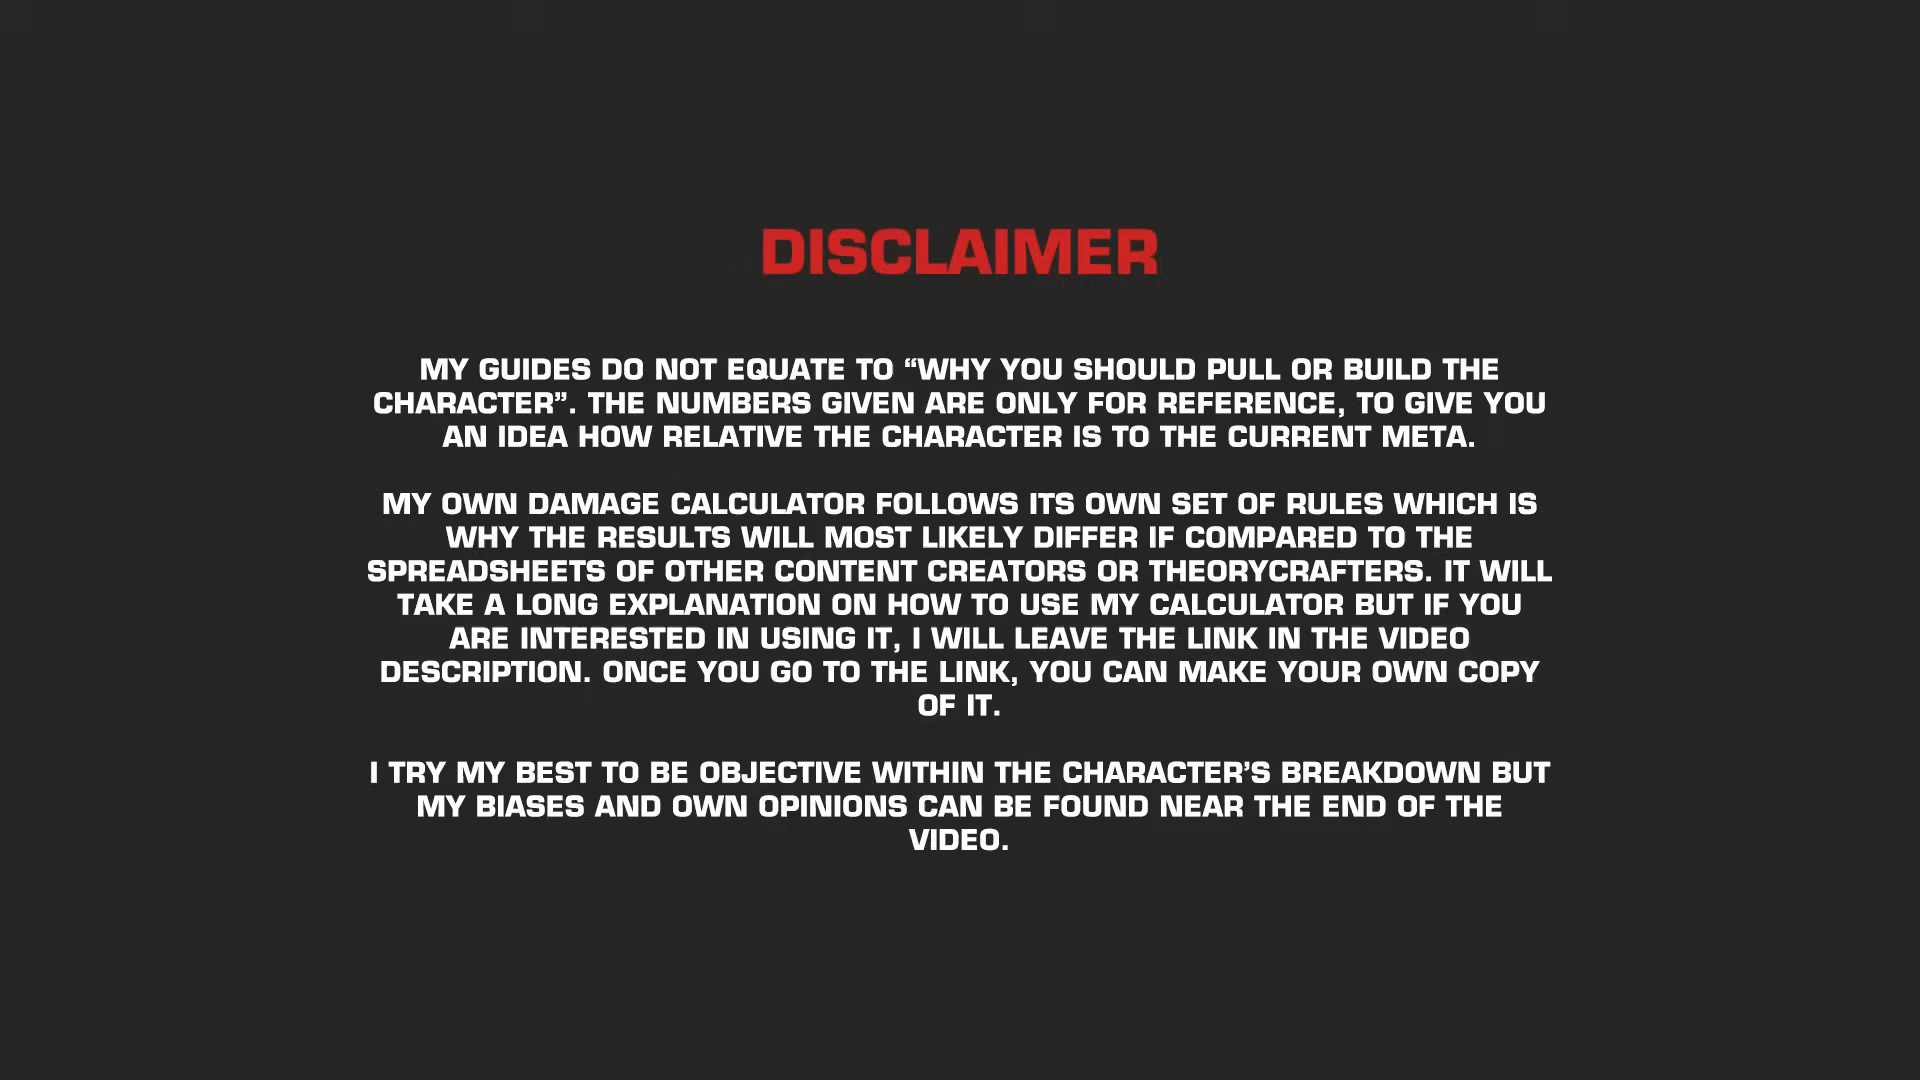 DISCLAIMER
MY GUIDES DO NOT EQUATE TO “WHY YOU SHOULD PULL OR BUILD THE
CHARACTER”. THE NUMBERS GIVEN ARE ONLY FOR REFERENCE, TO GIVE YOU
AN IDEA HOW RELATIVE THE CHARACTER IS TO THE CURRENT META.
MY OWN DAMAGE CALCULATOR FOLLOWS ITS OWN SET OF RULES WHICH IS
WHY THE RESULTS WILL MOST LIKELY DIFFER IF COMPARED TO THE
SPREADSHEETS OF OTHER CONTENT CREATORS OR THEORYCRAFTERS. IT WILL
TAKE A LONG EXPLANATION ON HOW TO USE MY CALCULATOR BUT IF YOU
ARE INTERESTED IN USING IT, I WILL LEAVE THE LINK IN THE VIDEO
DESCRIPTION. ONCE YOU GO TO THE LINK, YOU CAN MAKE YOUR OWN COPY
OF IT.
I TRY MY BEST TO BE OBJECTIVE WITHIN THE CHARACTER’S BREAKDOWN BUT
MY BIASES AND OWN OPINIONS CAN BE FOUND NEAR THE END OF THE
VIDEO.